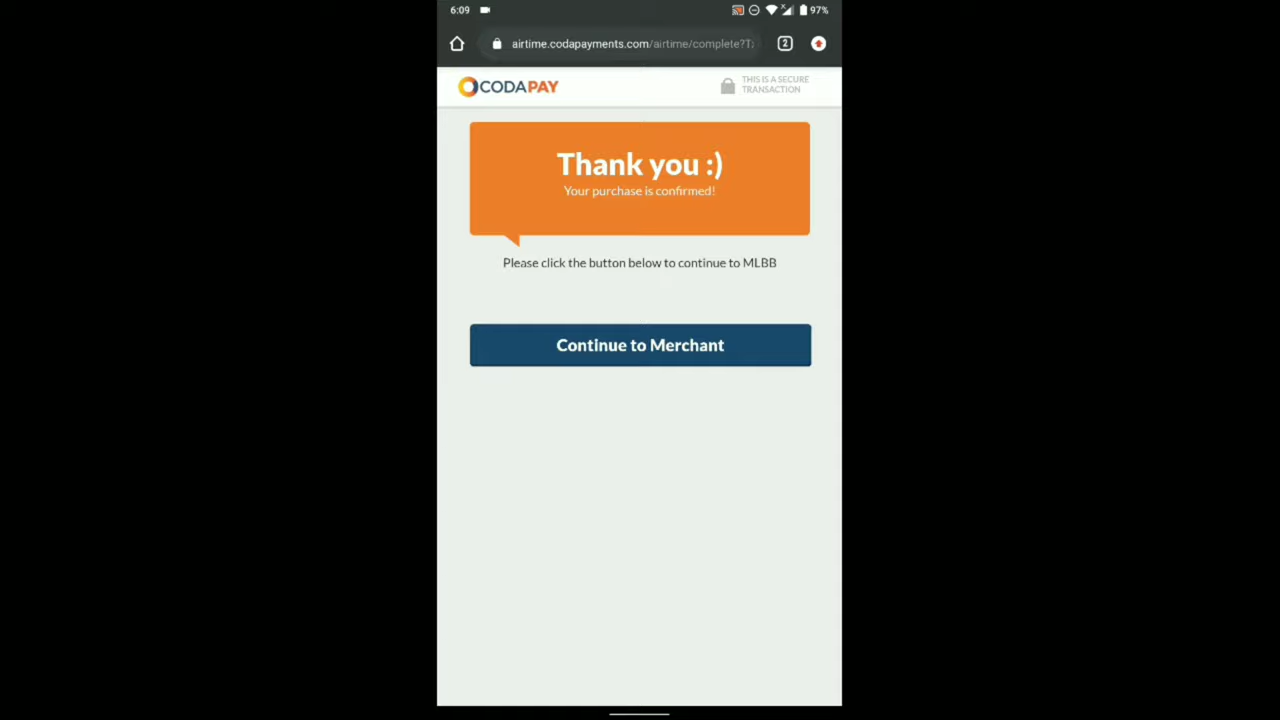 6:09
97%
airtime.codapayments.com/airtime/complete?T
2
CODAPAY
THIS IS A SECURE
TRANSACTION
Thank you :)
Your purchase is confirmed!
Please click the button below to continue to MLBB
Continue to Merchant